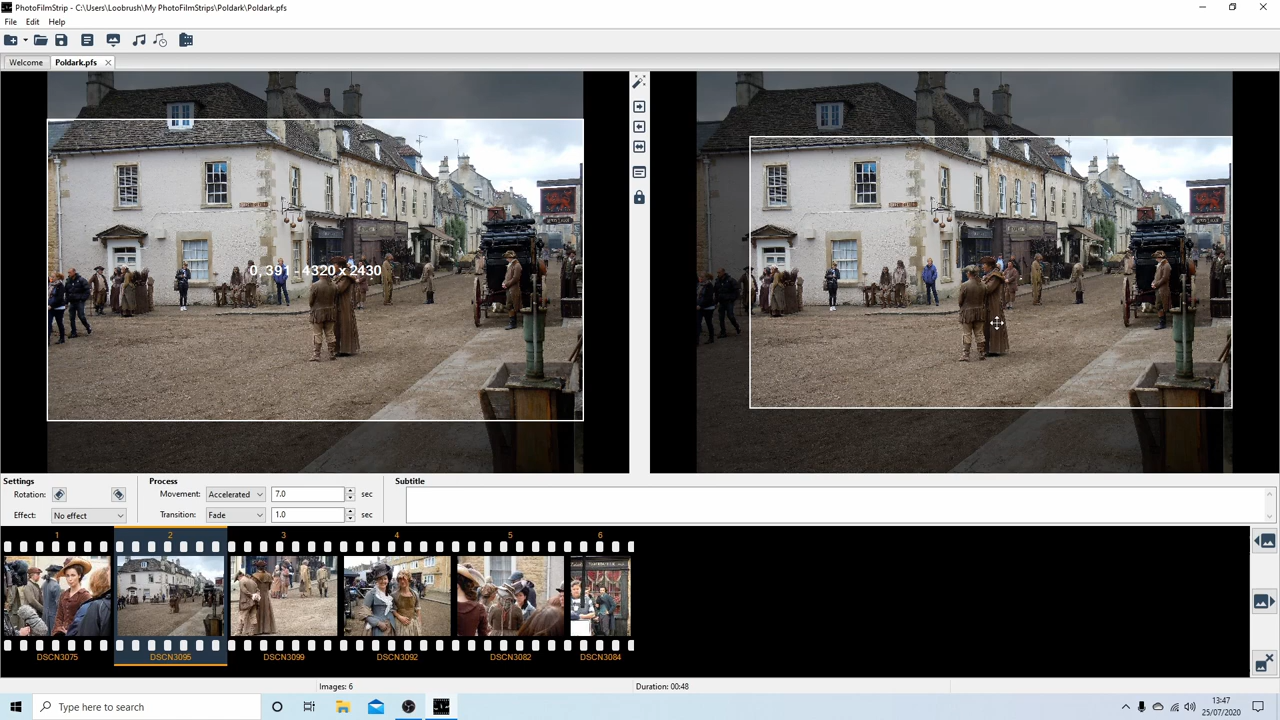 PhotoFilmStrip - C:\Users\Loobrush\My PhotoFilmStrips\Poldark\Poldark.pfs
File Edit Help
Welcome Poldark.pfs
0, 391 - 4320 x 2430
Settings Process Subtitle
Rotation: Movement: Accelerated 7.0 sec
Effect: No effect Transition: Fade 1.0 sec
1 2 3 4 5 6
DSCN3075 DSCN3095 DSCN3099 DSCN3092 DSCN3082 DSCN3084
Images: 6 Duration: 00:48
Type here to search
13:47
25/07/2020